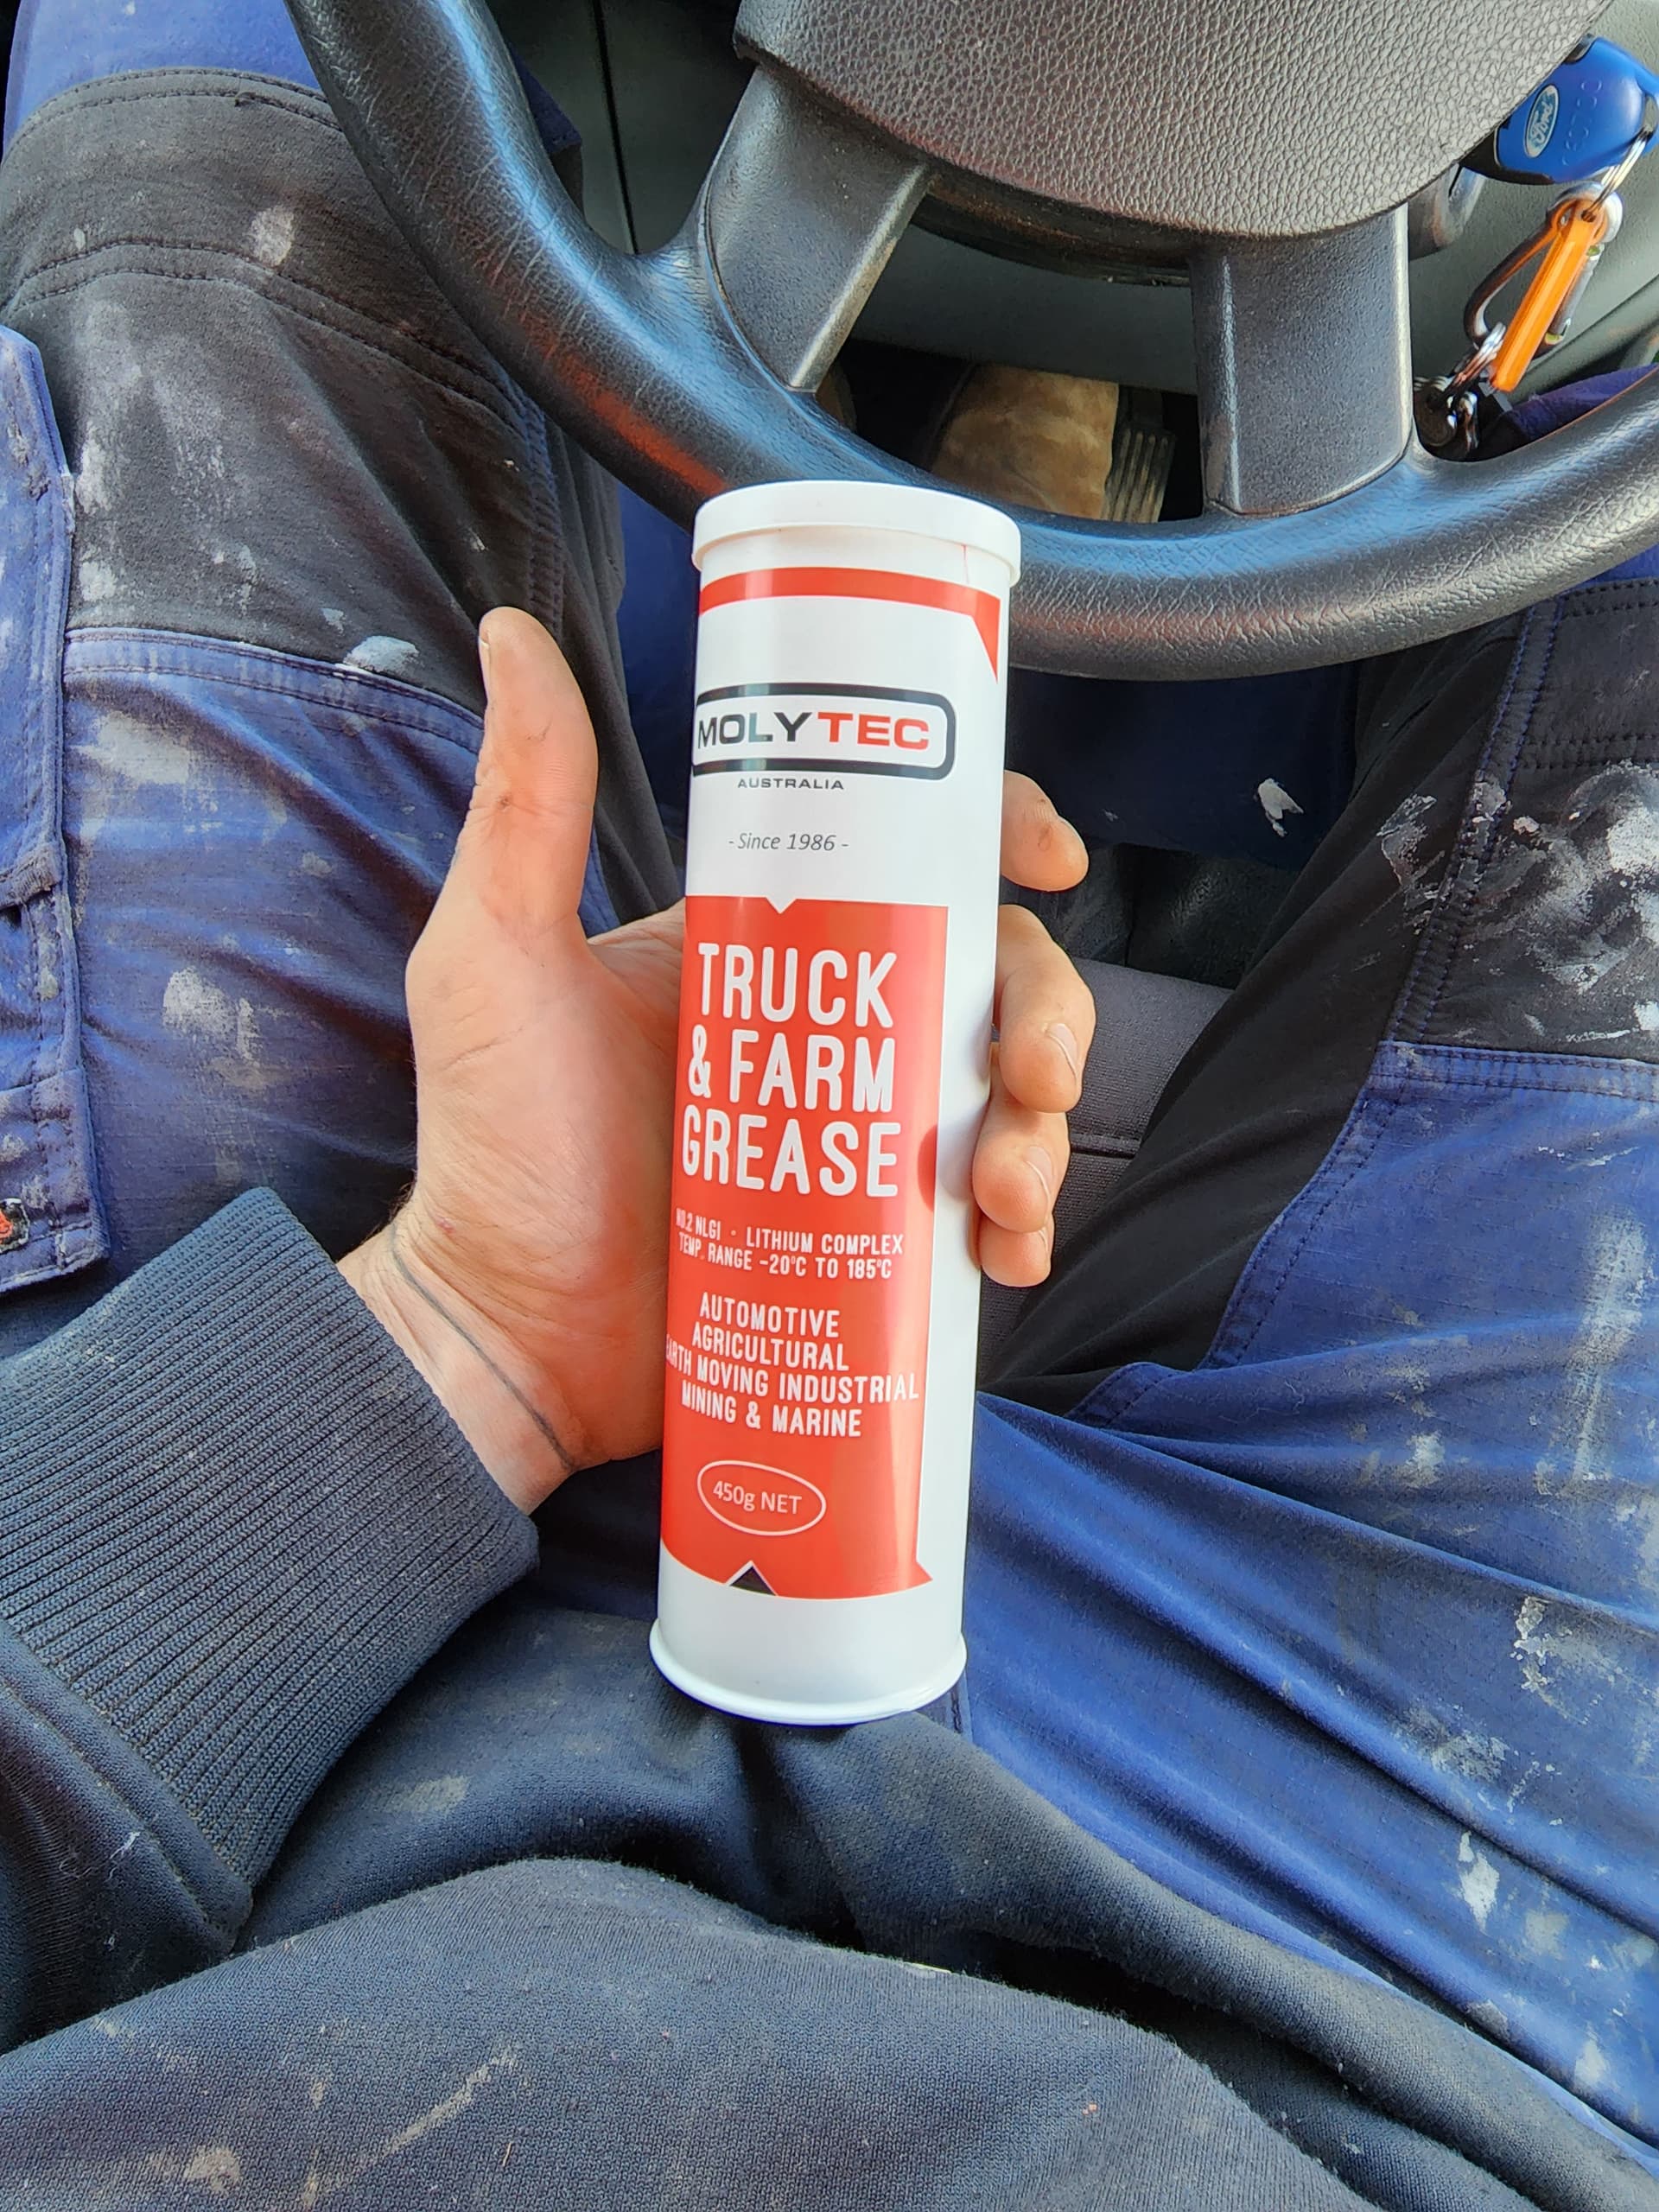 Ford
MOLYTEC
AUSTRALIA
- Since 1986 -
TRUCK
& FARM
GREASE
NO.2 NLGI - LITHIUM COMPLEX
TEMP. RANGE -20°C TO 185°C
AUTOMOTIVE
AGRICULTURAL
EARTH MOVING INDUSTRIAL
MINING & MARINE
450g NET